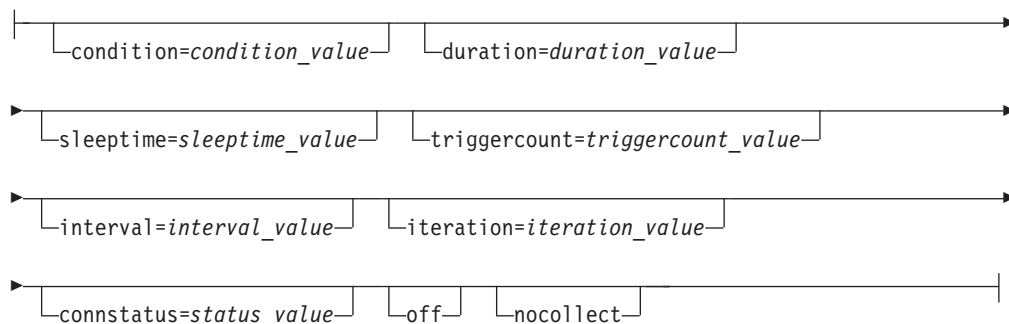 condition=condition_value duration=duration_value
sleeptime=sleeptime_value triggercount=triggercount_value
interval=interval_value iteration=iteration_value
connstatus=status value off nocollect